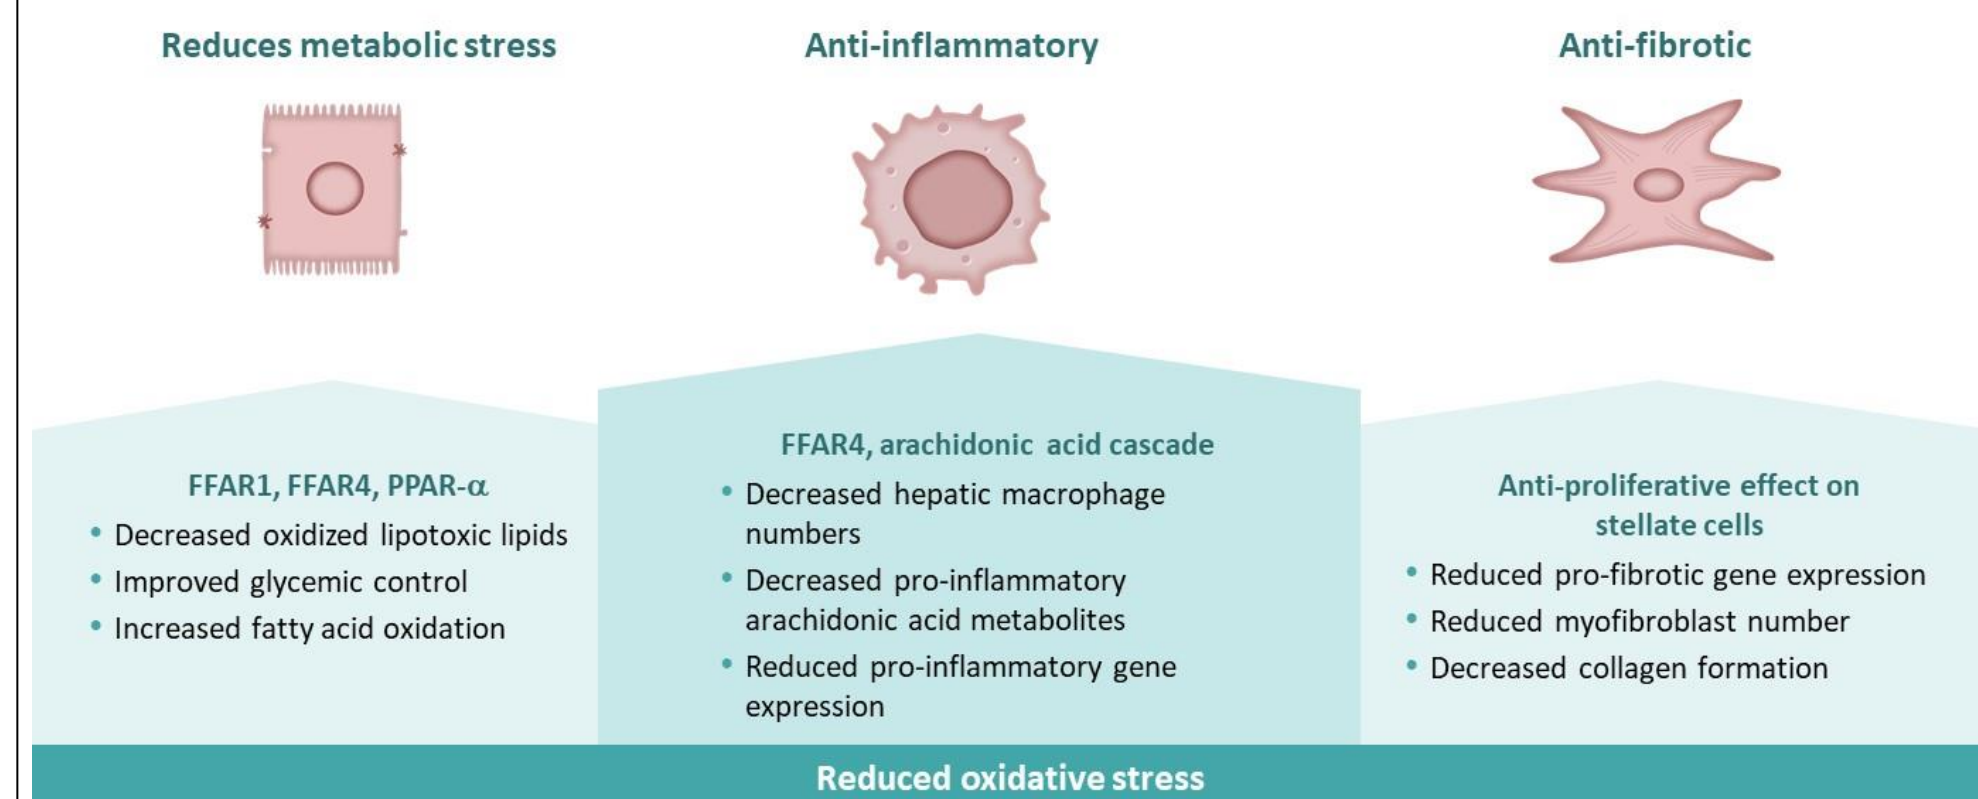 Reduces metabolic stress
Anti-inflammatory
Anti-fibrotic
FFAR1, FFAR4, PPAR-α
• Decreased oxidized lipotoxic lipids
• Improved glycemic control
• Increased fatty acid oxidation
FFAR4, arachidonic acid cascade
• Decreased hepatic macrophage
numbers
• Decreased pro-inflammatory
arachidonic acid metabolites
• Reduced pro-inflammatory gene
expression
Anti-proliferative effect on
stellate cells
• Reduced pro-fibrotic gene expression
• Reduced myofibroblast number
• Decreased collagen formation
Reduced oxidative stress